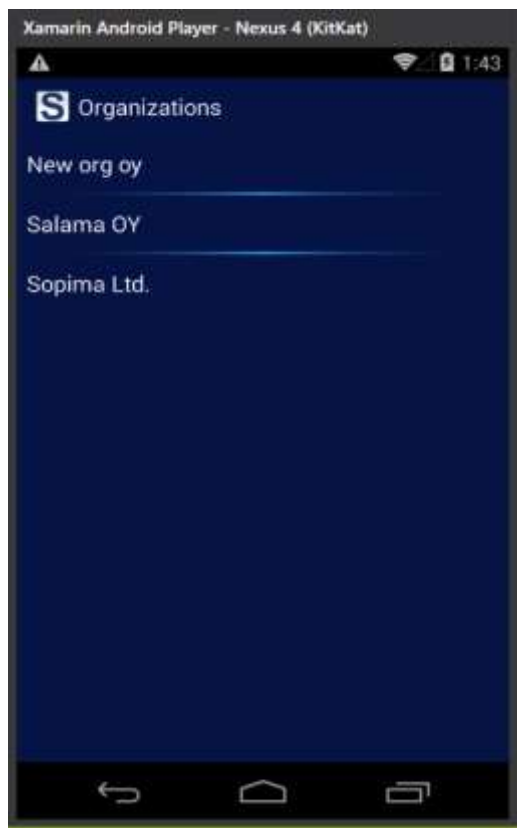 Xamarin Android Player - Nexus 4 (KitKat)
1:43
S Organizations
New org oy
Salama OY
Sopima Ltd.